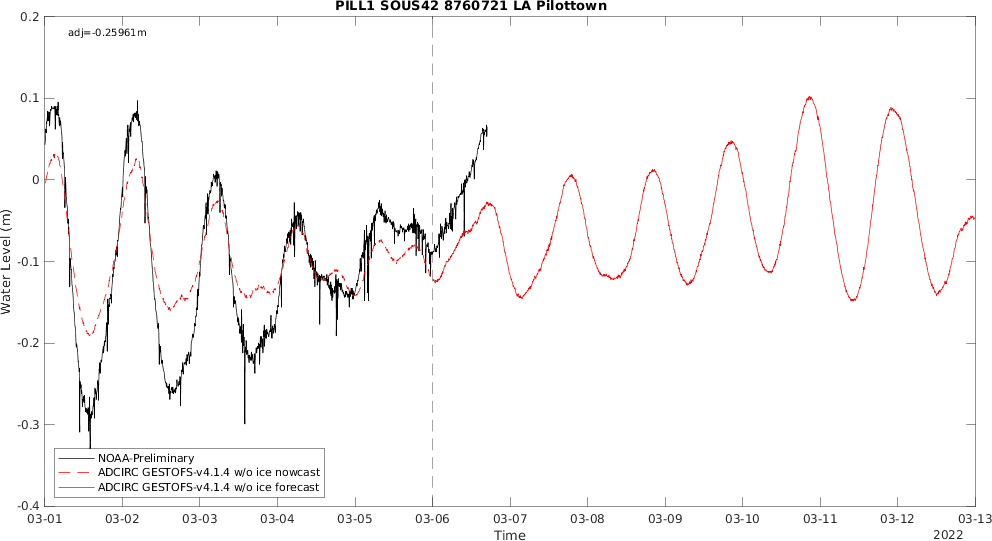 PILL1 SOUS42 8760721 LA Pilottown
adj=-0.25961m
0.2
0.1
0
-0.1
-0.2
-0.3
-0.4
Water Level (m)
NOAA-Preliminary
ADCIRC GESTOFS-v4.1.4 w/o ice nowcast
ADCIRC GESTOFS-v4.1.4 w/o ice forecast
03-01 03-02 03-03 03-04 03-05 03-06 03-07 03-08 03-09 03-10 03-11 03-12 03-13
Time
2022